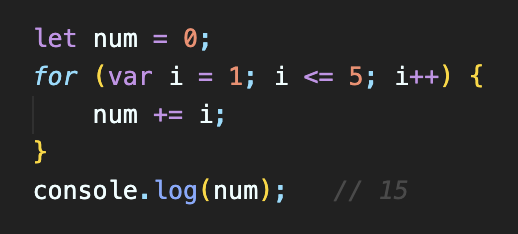 let num = 0;
for (var i = 1; i <= 5; i++) {
    num += i;
}
console.log(num);   // 15